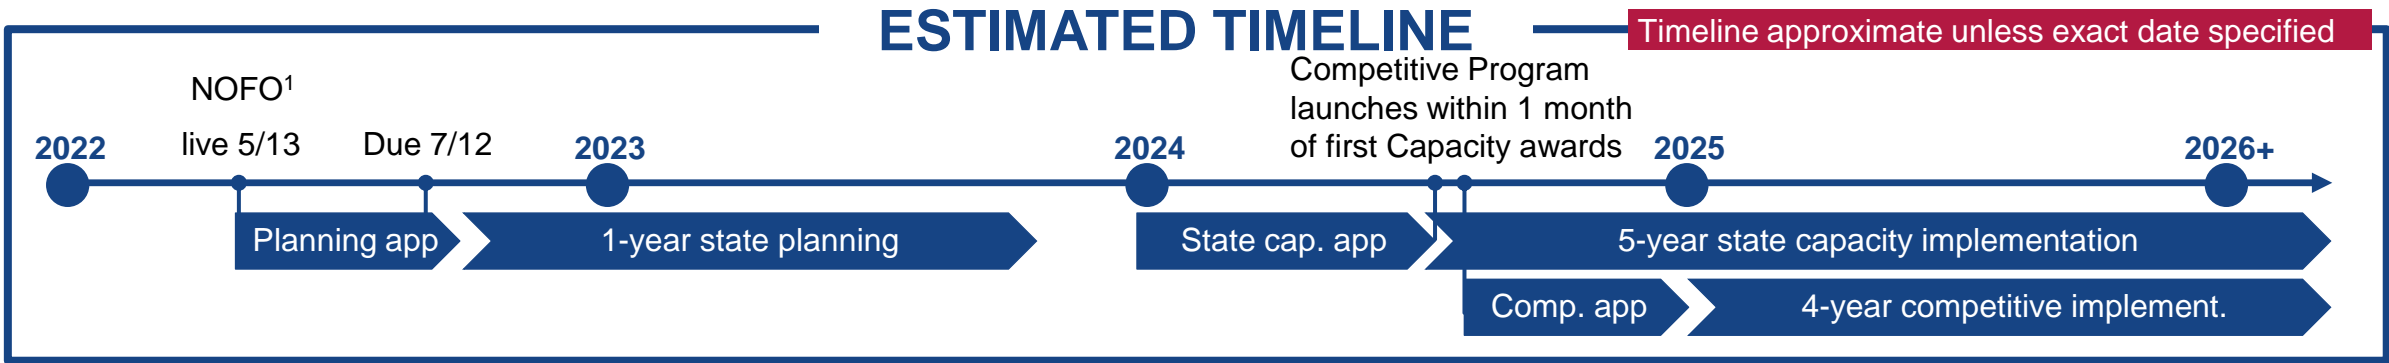 ESTIMATED TIMELINE
Timeline approximate unless exact date specified
NOFO¹
live 5/13
Due 7/12
Competitive Program
launches within 1 month
of first Capacity awards
2022
2023
2024
2025
2026+
Planning app
1-year state planning
State cap. app
5-year state capacity implementation
Comp. app
4-year competitive implement.